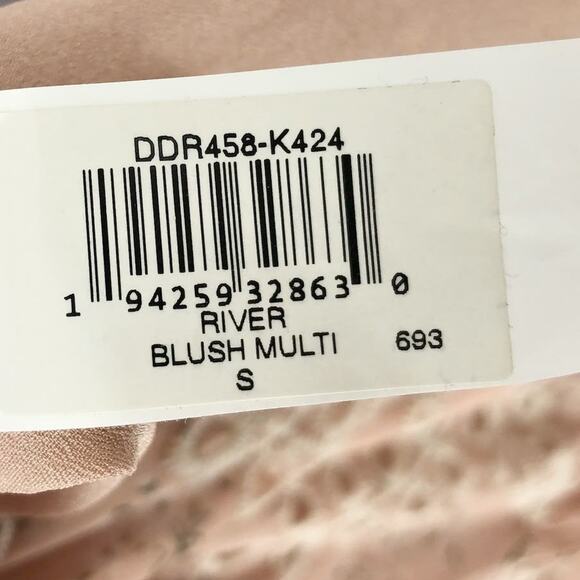 DDR458-K424
1 94259 32863 0
RIVER
BLUSH MULTI 693
S